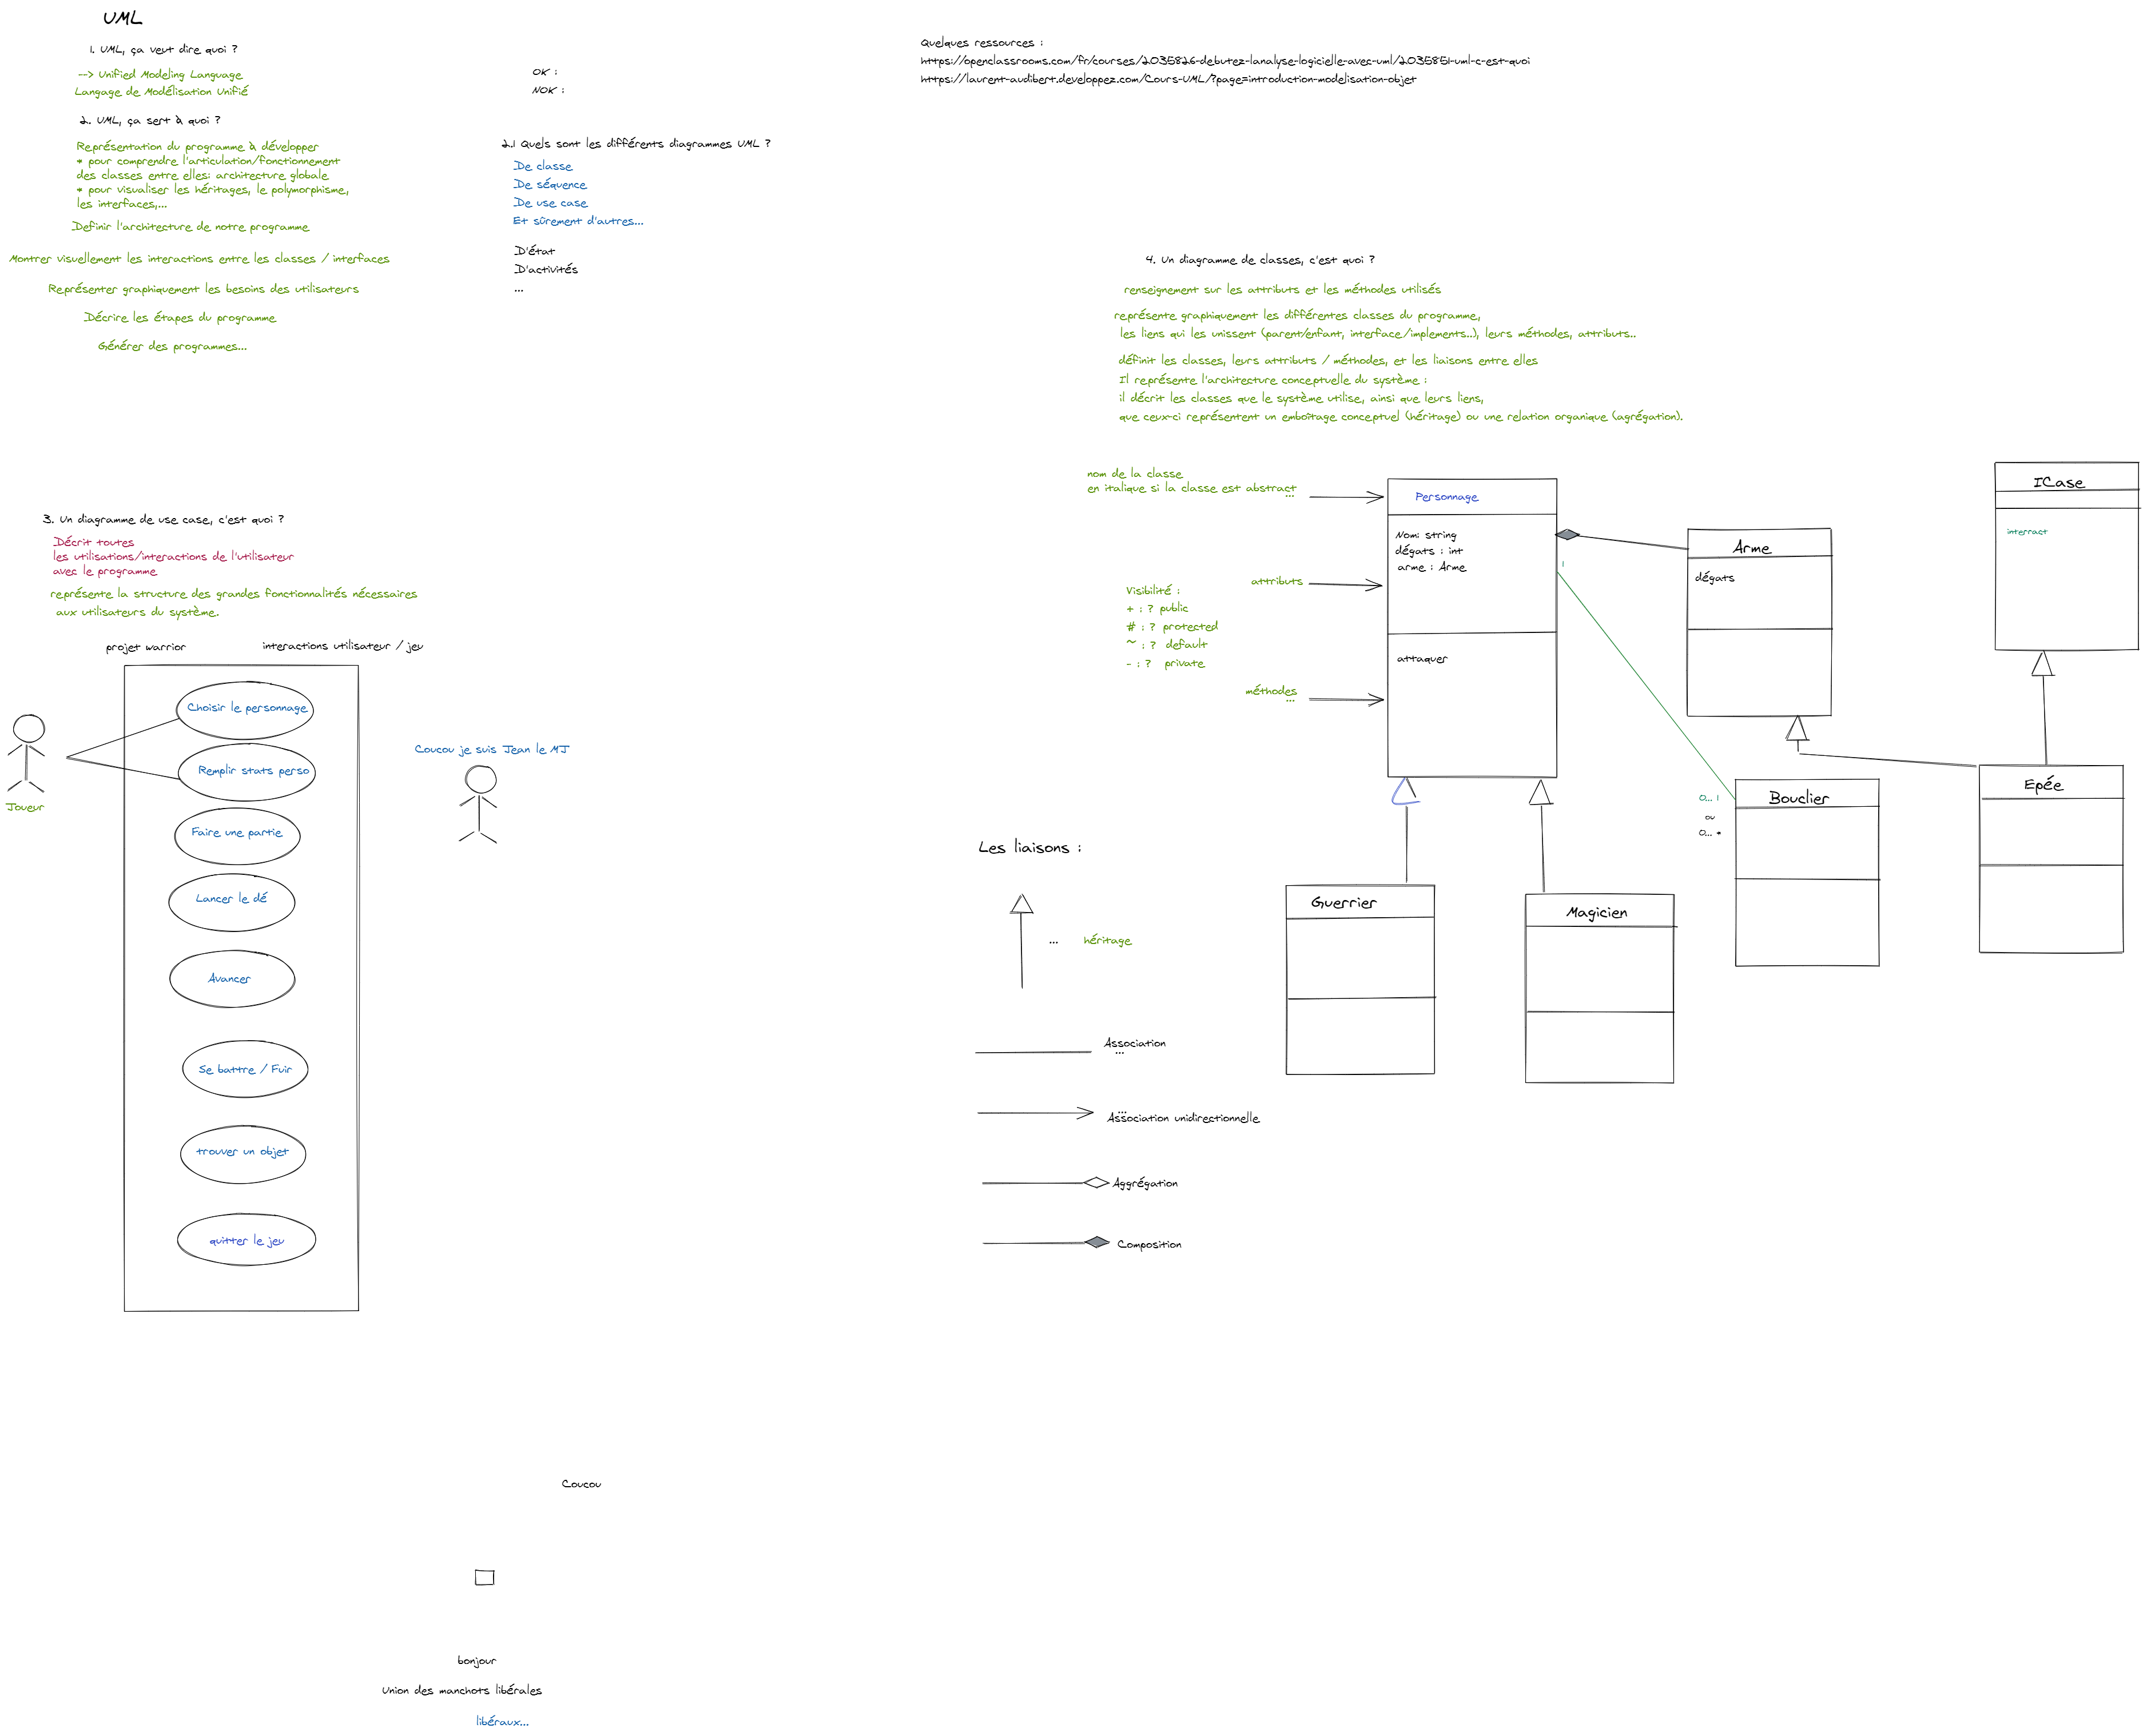 UML
1. UML, ça veut dire quoi ?
--> Unified Modeling Language
Langage de Modélisation Unifié
2. UML, ça sert à quoi ?
Représentation du programme à développer
* pour comprendre l'articulation/fonctionnement
des classes entre elles: architecture globale
* pour visualiser les héritages, le polymorphisme,
les interfaces,...
Definir l'architecture de notre programme
Montrer visuellement les interactions entre les classes / interfaces
Représenter graphiquement les besoins des utilisateurs
Décrire les étapes du programme
Générer des programmes...
OK :
NOK :
2.1 Quels sont les différents diagrammes UML ?
De classe
De séquence
De use case
Et sûrement d'autres...
D'état
D'activités
...
Quelques ressources :
https://openclassrooms.com/fr/courses/2035826-debutez-lanalyse-logicielle-avec-uml/2035851-uml-c-est-quoi
https://laurent-audibert.developpez.com/Cours-UML/?page=introduction-modelisation-objet
3. Un diagramme de use case, c'est quoi ?
Décrit toutes
les utilisations/interactions de l'utilisateur
avec le programme
représente la structure des grandes fonctionnalités nécessaires
aux utilisateurs du système.
projet warrior
interactions utilisateur / jeu
Choisir le personnage
Remplir stats perso
Faire une partie
Lancer le dé
Avancer
Se battre / Fuir
trouver un objet
quitter le jeu
Joueur
Coucou je suis Jean le MJ
4. Un diagramme de classes, c'est quoi ?
renseignement sur les attributs et les méthodes utilisés
représente graphiquement les différentes classes du programme,
les liens qui les unissent (parent/enfant, interface/implements..), leurs méthodes, attributs..
définit les classes, leurs attributs / méthodes, et les liaisons entre elles
Il représente l'architecture conceptuelle du système :
il décrit les classes que le système utilise, ainsi que leurs liens,
que ceux-ci représentent un emboîtage conceptuel (héritage) ou une relation organique (agrégation).
nom de la classe
en italique si la classe est abstract
...
attributs
Visibilité :
+ : ? public
# : ? protected
~ : ? default
- : ? private
méthodes
...
Personnage
Nom: string
dégats : int
arme : Arme
attaquer
1
Arme
dégats
ICase
interract
0... 1
ou
0... *
Bouclier
Epée
Guerrier
Magicien
Les liaisons :
... héritage
Association
...
...
Association unidirectionnelle
Aggrégation
Composition
Coucou
bonjour
Union des manchots libérales
libéraux...